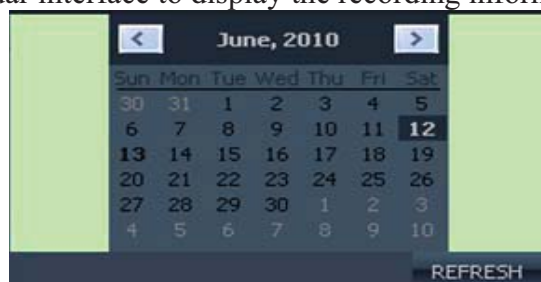 dar interface to display the recording inform
< June, 2010 >
Sun Mon Tue Wed Thu Fri Sat
30 31 1 2 3 4 5
6 7 8 9 10 11 12
13 14 15 16 17 18 19
20 21 22 23 24 25 26
27 28 29 30 1 2 3
4 5 6 7 8 9 10
REFRESH